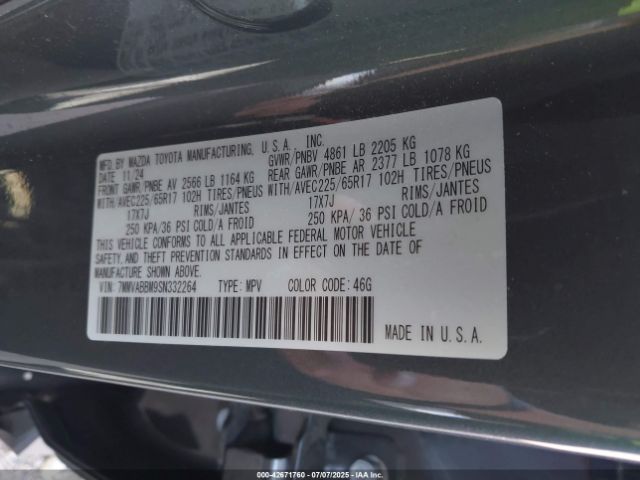 MFD.BY MAZDA TOYOTA MANUFACTURING, U.S.A., INC.
DATE 11/24 GVWR/PNBV 4861 LB 2205 KG
FRONT GAWR/PNBE AV 2566 LB 1164 KG REAR GAWR/PNBE AR 2377 LB 1078 KG
WITH/AVEC225/65R17 102H TIRES/PNEUS WITH/AVEC225/65R17 102H TIRES/PNEUS
17X7J RIMS/JANTES 17X7J RIMS/JANTES
250 KPA/36 PSI COLD/A FROID 250 KPA/ 36 PSI COLD/A FROID
THIS VEHICLE CONFORMS TO ALL APPLICABLE FEDERAL MOTOR VEHICLE
SAFETY,AND THEFT PREVENTION STANDARDS IN EFFECT ON THE DATE OF
MANUFACTURE SHOWN ABOVE.
VIN: 7MMVABBM9SN332264 TYPE: MPV COLOR CODE: 46G
MADE IN U.S.A.
000-42671760 - 07/07/2025 - IAAI.com